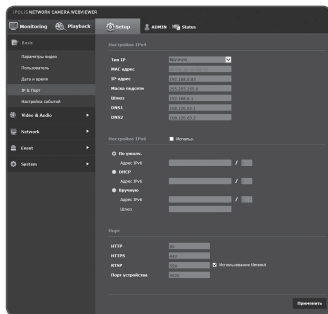 iPOLiS NETWORK CAMERA WEBVIEWER
Monitoring
Playback
Setup
ADMIN
Status
Basic
Параметры видео
Пользователь
Дата и время
IP & Порт
Настройка событий
Video & Audio
Network
Event
System
Настройка IPv4
Тип IP
MAC адрес
IP адрес
Маска подсети
Шлюз
DNS1
DNS2
Настройка IPv6
Использ.
По умолч.
Адрес IPv6 /
DHCP
Адрес IPv6 /
Вручную
Адрес IPv6 /
Шлюз
Порт
HTTP
HTTPS
RTSP
Использование timeout
Порт устройства
Применить